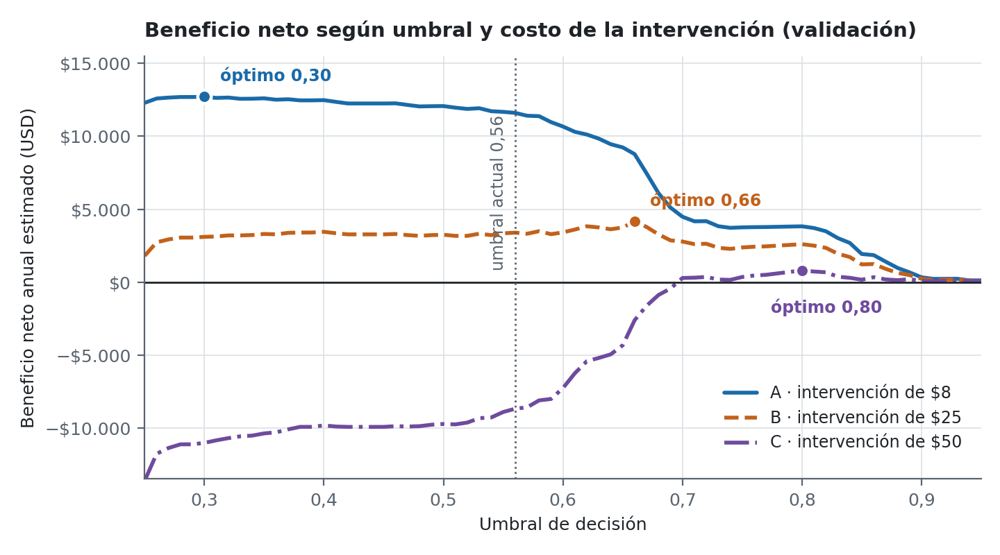 Beneficio neto según umbral y costo de la intervención (validación)
Beneficio neto anual estimado (USD)
$15.000
$10.000
$5.000
$0
−$5.000
−$10.000
óptimo 0,30
umbral actual 0,56
óptimo 0,66
óptimo 0,80
A · intervención de $8
B · intervención de $25
C · intervención de $50
0,3
0,4
0,5
0,6
0,7
0,8
0,9
Umbral de decisión